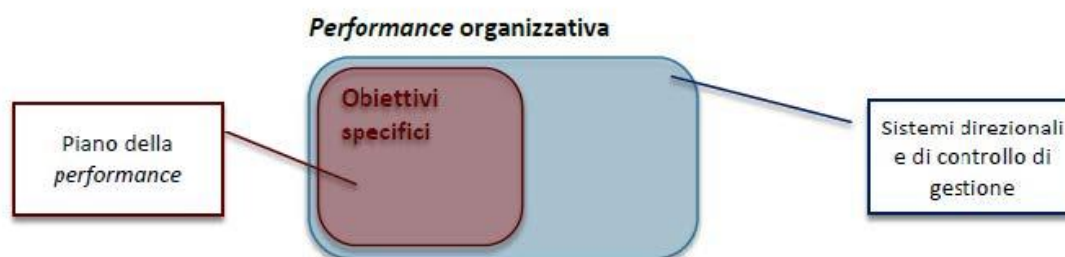 Performance organizzativa
Obiettivi
specifici
Piano della
performance
Sistemi direzionali
e di controllo di
gestione